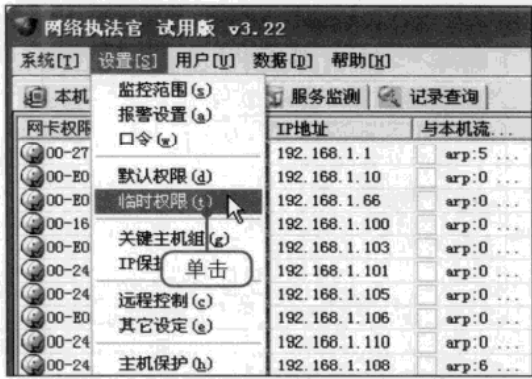 网络执法官 试用版 v3.22
系统[I] 设置[S] 用户[U] 数据[D] 帮助[H]
本机 服务监测 记录查询
网卡权限 IP地址 与本机流...
监控范围(s)
报警设置(a)
口令(w)
默认权限(d)
临时权限(t)
关键主机组(g)
IP保护
单击
远程控制(c)
其它设定(e)
主机保护(h)
00-27 192.168.1.1 arp:5 ...
00-E0 192.168.1.10 arp:0 ...
00-E0 192.168.1.66 arp:0 ...
00-16 192.168.1.100 arp:0 ...
00-E0 192.168.1.103 arp:0 ...
00-24 192.168.1.101 arp:0 ...
00-24 192.168.1.105 arp:0 ...
00-E0 192.168.1.106 arp:0 ...
00-24 192.168.1.110 arp:0 ...
00-24 192.168.1.108 arp:6 ...